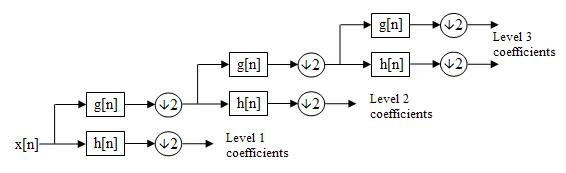 g[n] ↓2
Level 3
coefficients
g[n] ↓2 h[n] ↓2
g[n] ↓2 h[n] ↓2 Level 2
coefficients
x[n] h[n] ↓2 Level 1
coefficients